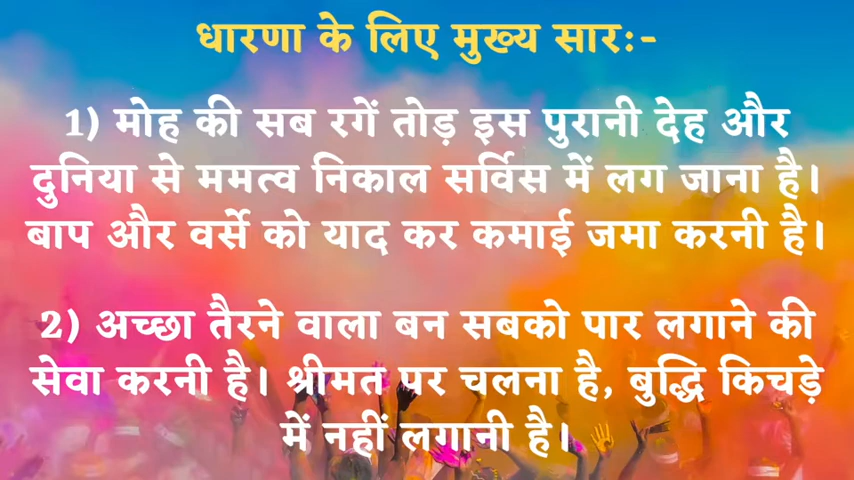 धारणा के लिए मुख्य सार:-
1) मोह की सब रगें तोड़ इस पुरानी देह और
दुनिया से ममत्व निकाल सर्विस में लग जाना है।
बाप और वर्से को याद कर कमाई जमा करनी है।
2) अच्छा तैरने वाला बन सबको पार लगाने की
सेवा करनी है। श्रीमत पर चलना है, बुद्धि किचड़े
में नहीं लगानी है।